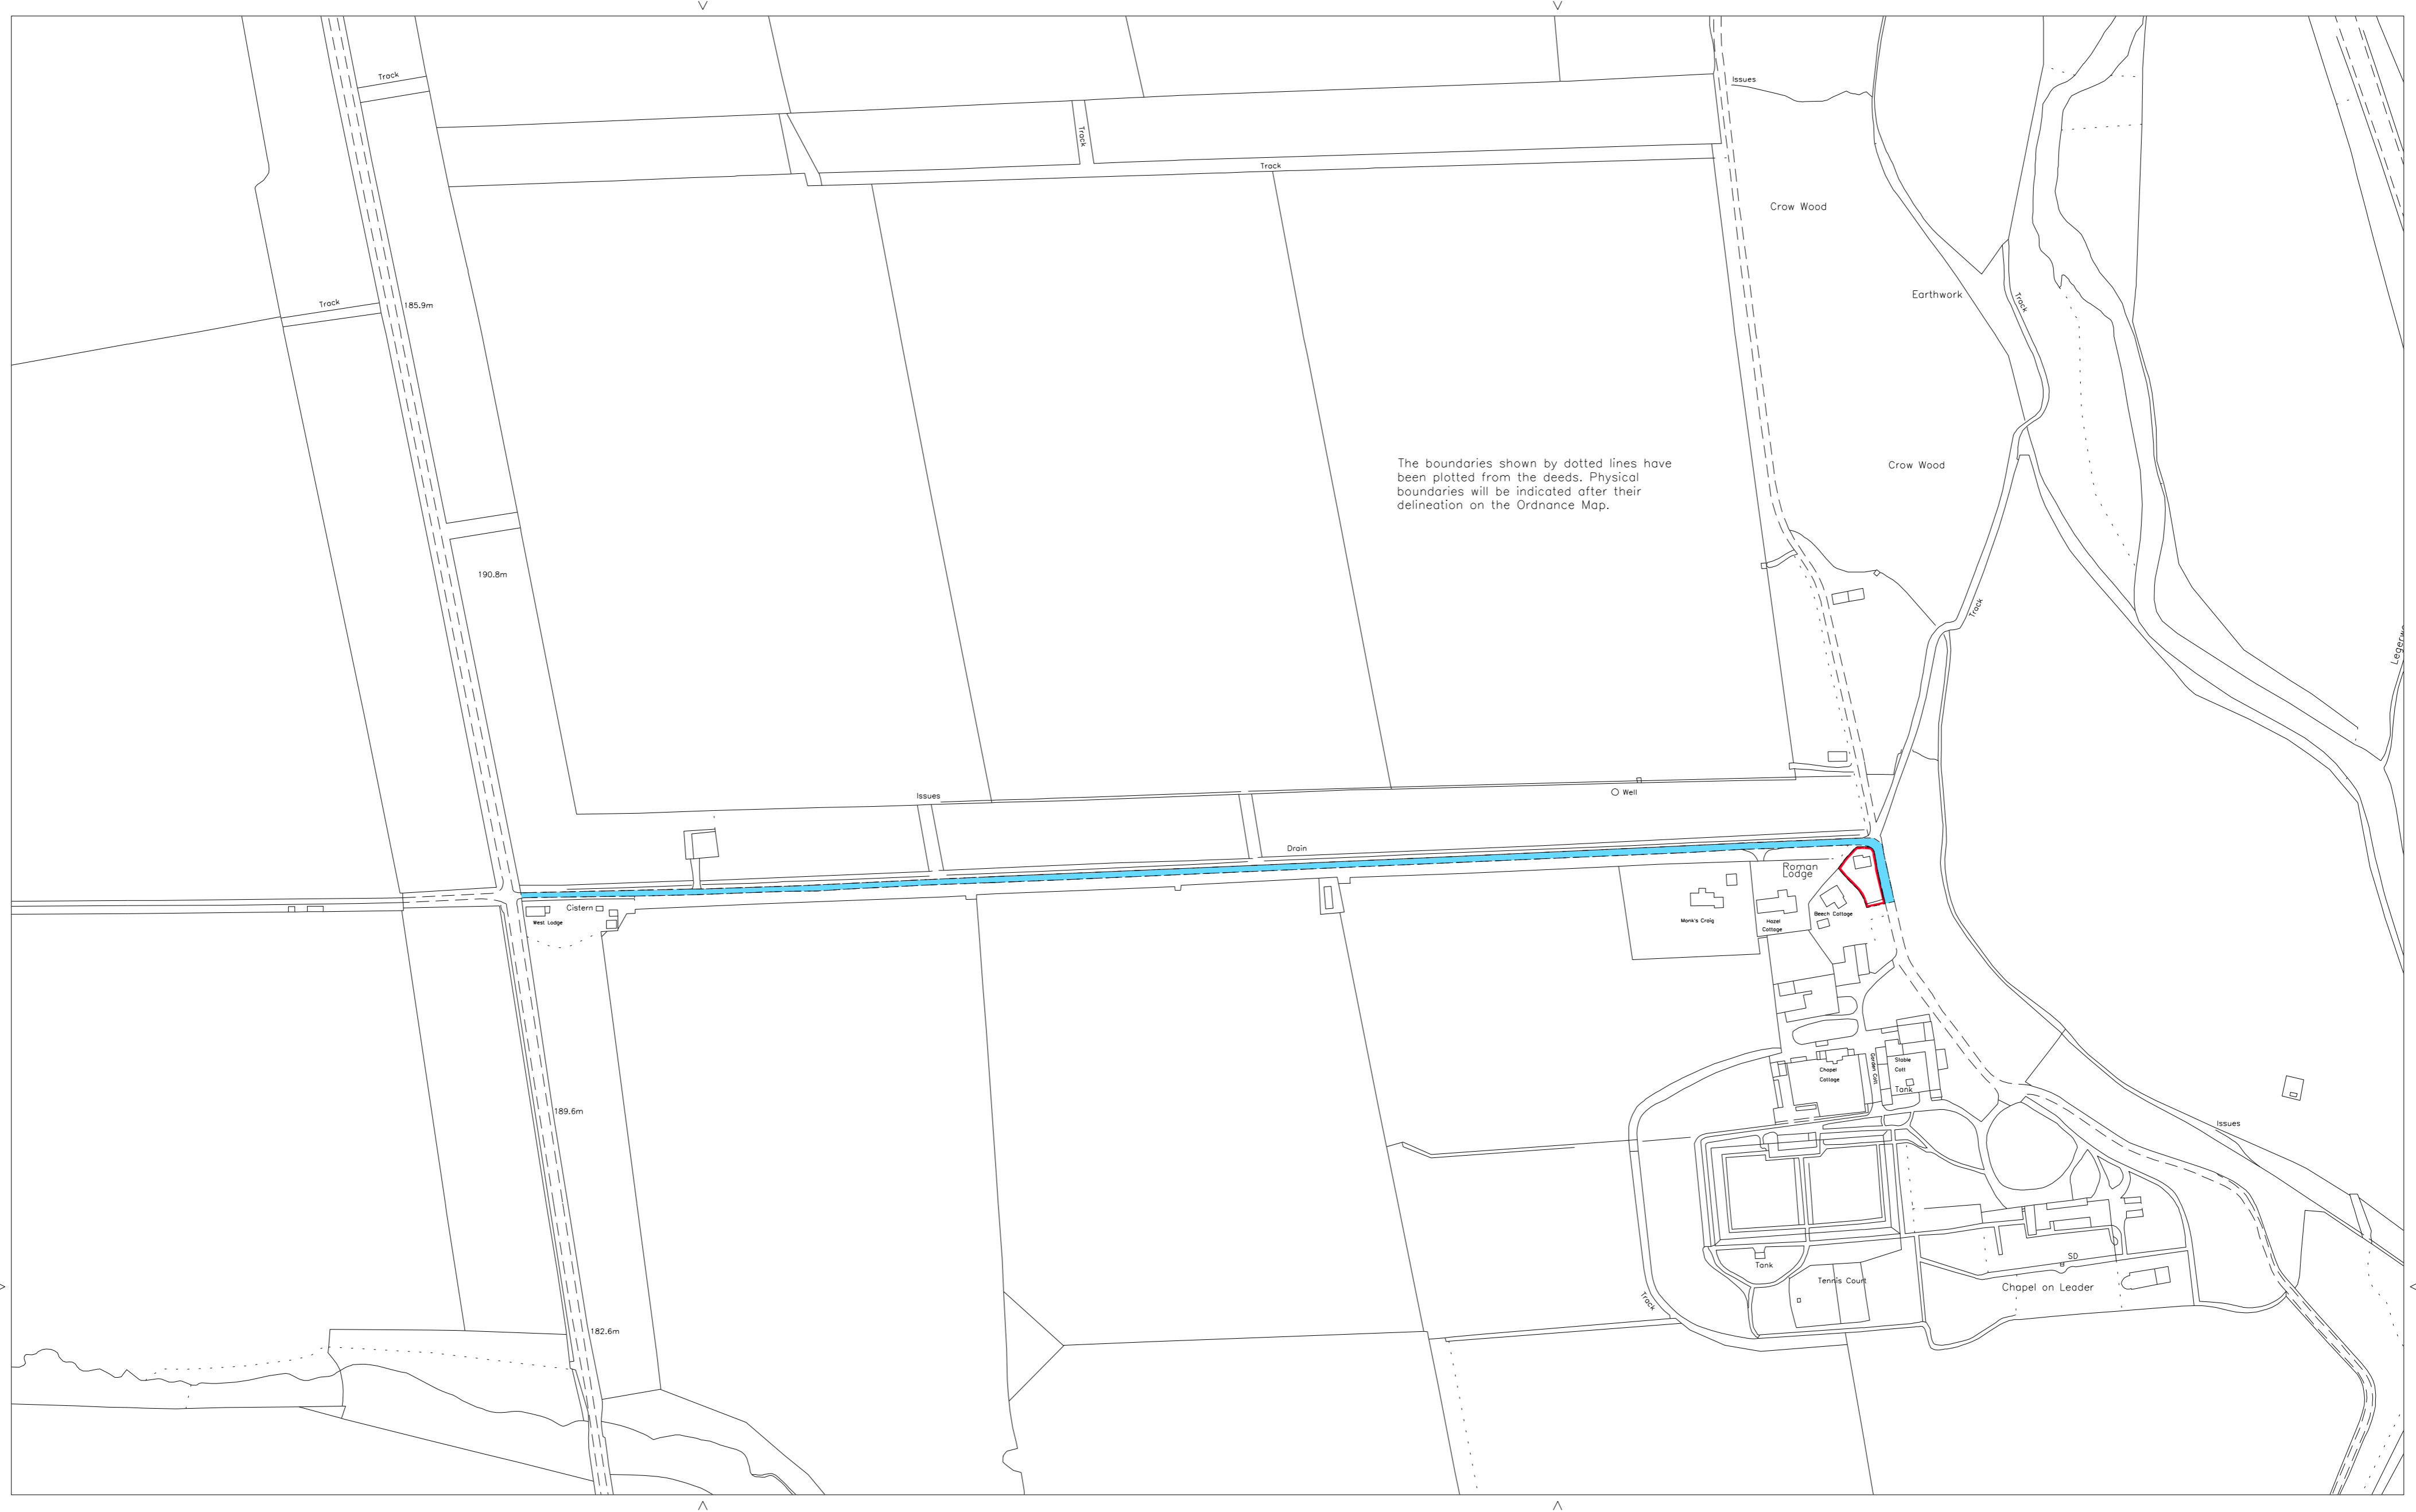 Track
Issues
Track
Track
Crow Wood
Earthwork
Track
Track
185.9m
The boundaries shown by dotted lines have
been plotted from the deeds. Physical
boundaries will be indicated after their
delineation on the Ordnance Map.
Crow Wood
190.8m
Track
Issues
Well
Drain
Roman
Lodge
Cistern
West Lodge
Monk's Craig
Hazel
Cottage
Beech Cottage
Chapel
Cottage
Garden Cott
Stable
Cott
Tank
189.6m
Issues
Tank
Tennis Court
SD
Chapel on Leader
Track
182.6m